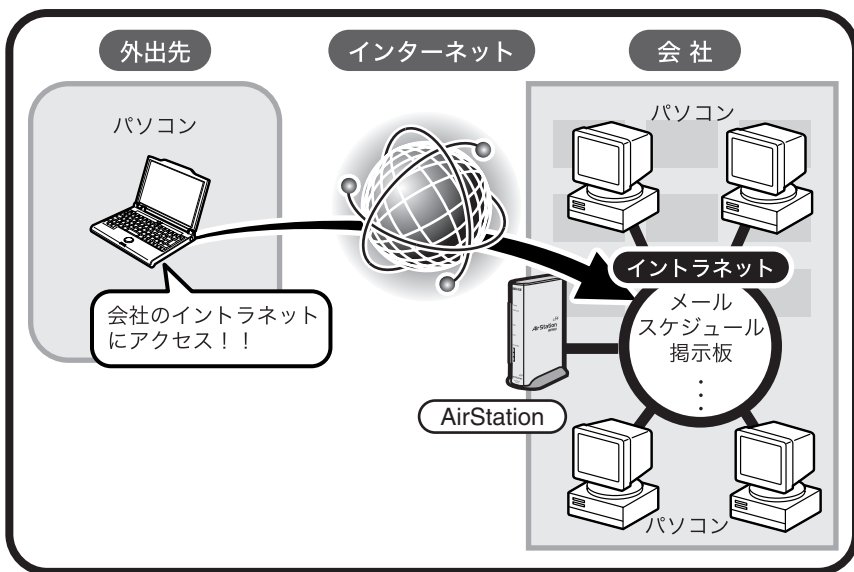 外出先
インターネット
会社
パソコン
パソコン
イントラネット
メール
スケジュール
掲示板
会社のイントラネット
にアクセス！！
AirStation
AirStation
パソコン